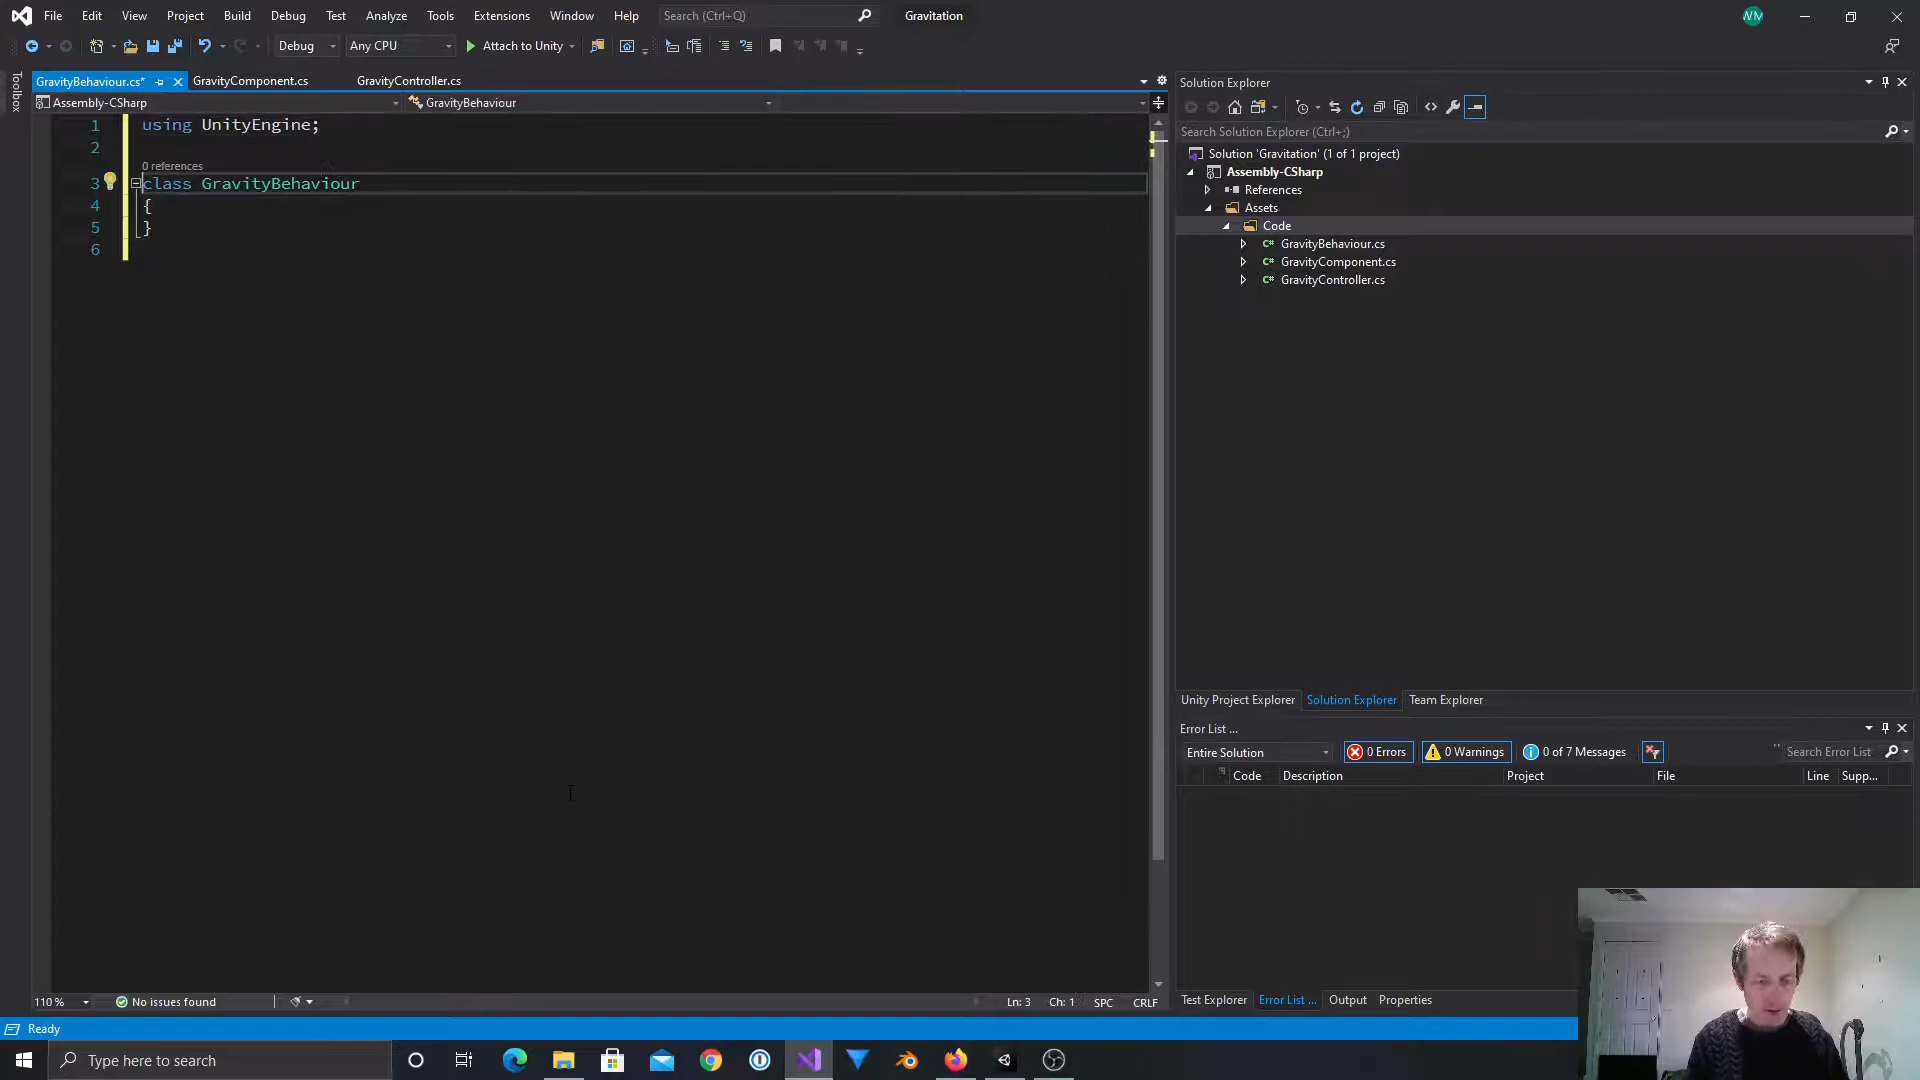 File Edit View Project Build Debug Test Analyze Tools Extensions Window Help Search (Ctrl+Q) Gravitation WM
Debug Any CPU Attach to Unity
Toolbox
GravityBehaviour.cs* GravityComponent.cs GravityController.cs
Assembly-CSharp GravityBehaviour
1 using UnityEngine;
2
0 references
3 class GravityBehaviour
4 {
5 }
6
110 % No issues found Ln: 3 Ch: 1 SPC CRLF
Solution Explorer
Search Solution Explorer (Ctrl+;)
Solution 'Gravitation' (1 of 1 project)
Assembly-CSharp
References
Assets
Code
GravityBehaviour.cs
GravityComponent.cs
GravityController.cs
Unity Project Explorer Solution Explorer Team Explorer
Error List ...
Entire Solution 0 Errors 0 Warnings 0 of 7 Messages Search Error List
Code Description Project File Line Supp...
Test Explorer Error List ... Output Properties
Ready
Type here to search